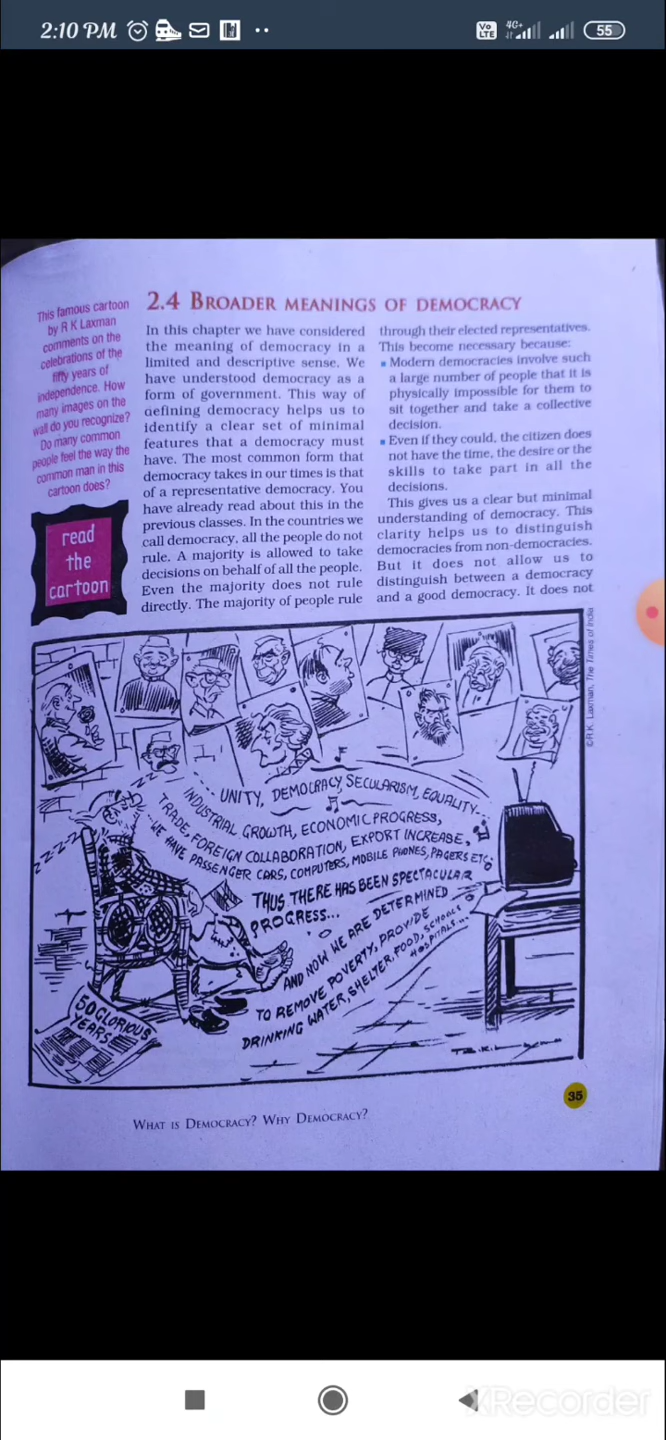 2:10 PM
Vo LTE 4G+ 55
This famous cartoon
by R K Laxman
comments on the
celebrations of the
fifty years of
independence. How
many images on the
wall do you recognize?
Do many common
people feel the way the
common man in this
cartoon does?
read
the
cartoon
2.4 BROADER MEANINGS OF DEMOCRACY
In this chapter we have considered
the meaning of democracy in a
limited and descriptive sense. We
have understood democracy as a
form of government. This way of
defining democracy helps us to
identify a clear set of minimal
features that a democracy must
have. The most common form that
democracy takes in our times is that
of a representative democracy. You
have already read about this in the
previous classes. In the countries we
call democracy, all the people do not
rule. A majority is allowed to take
decisions on behalf of all the people.
Even the majority does not rule
directly. The majority of people rule
through their elected representatives.
This become necessary because:
▪ Modern democracies involve such
a large number of people that it is
physically impossible for them to
sit together and take a collective
decision.
▪ Even if they could, the citizen does
not have the time, the desire or the
skills to take part in all the
decisions.
This gives us a clear but minimal
understanding of democracy. This
clarity helps us to distinguish
democracies from non-democracies.
But it does not allow us to
distinguish between a democracy
and a good democracy. It does not
©R.K. Laxman, The Times of India
UNITY, DEMOCRACY, SECULARISM, EQUALITY
INDUSTRIAL GROWTH, ECONOMIC PROGRESS,
TRADE, FOREIGN COLLABORATION, EXPORT INCREASE,
...WE HAVE PASSENGER CARS, COMPUTERS, MOBILE PHONES, PAGERS ETC
THUS THERE HAS BEEN SPECTACULAR
PROGRESS...
AND NOW WE ARE DETERMINED
TO REMOVE POVERTY, PROVIDE
DRINKING WATER, SHELTER, FOOD, SCHOOLS
HOSPITALS...
ZZZZZZ
50 GLORIOUS
YEARS
35
WHAT IS DEMOCRACY? WHY DEMOCRACY?
XRecorder